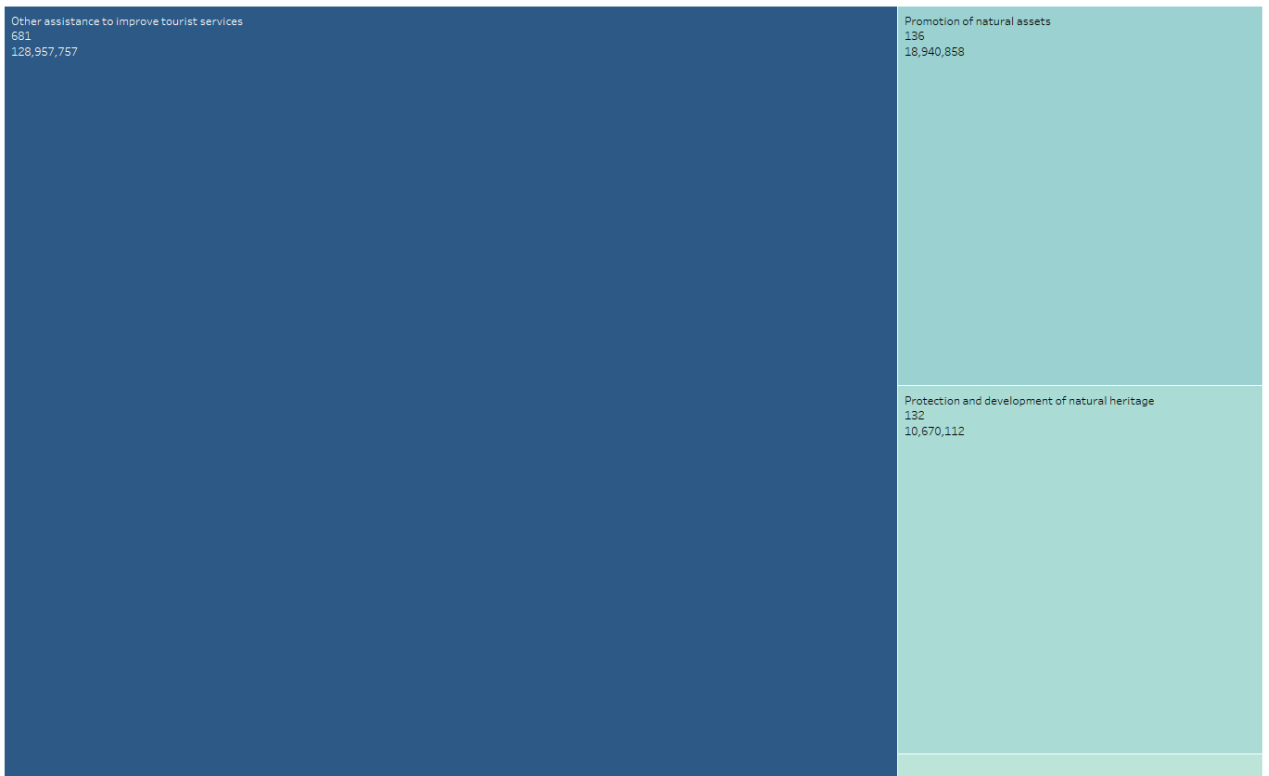 Other assistance to improve tourist services
681
128,957,757
Promotion of natural assets
136
18,940,858
Protection and development of natural heritage
132
10,670,112